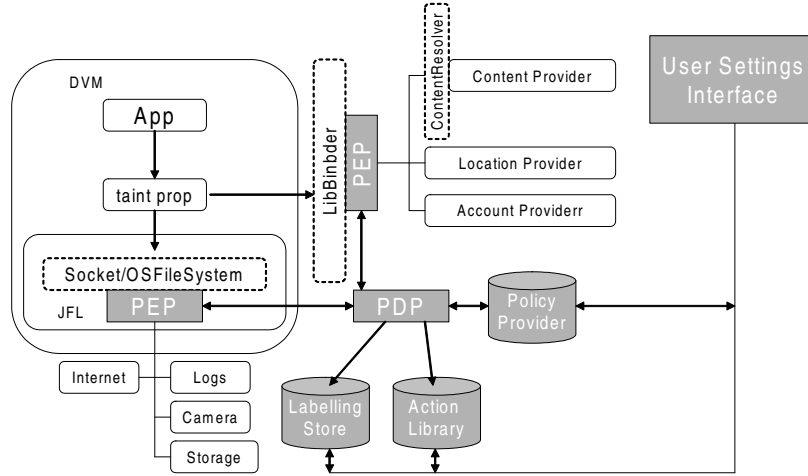 DVM
App
taint prop
LibBinbder
PEP
ContentResolver
Content Provider
Location Provider
Account Providerr
User Settings
Interface
Socket/OSFileSystem
PEP
JFL
PDP
Policy
Provider
Internet
Logs
Camera
Storage
Labelling
Store
Action
Library